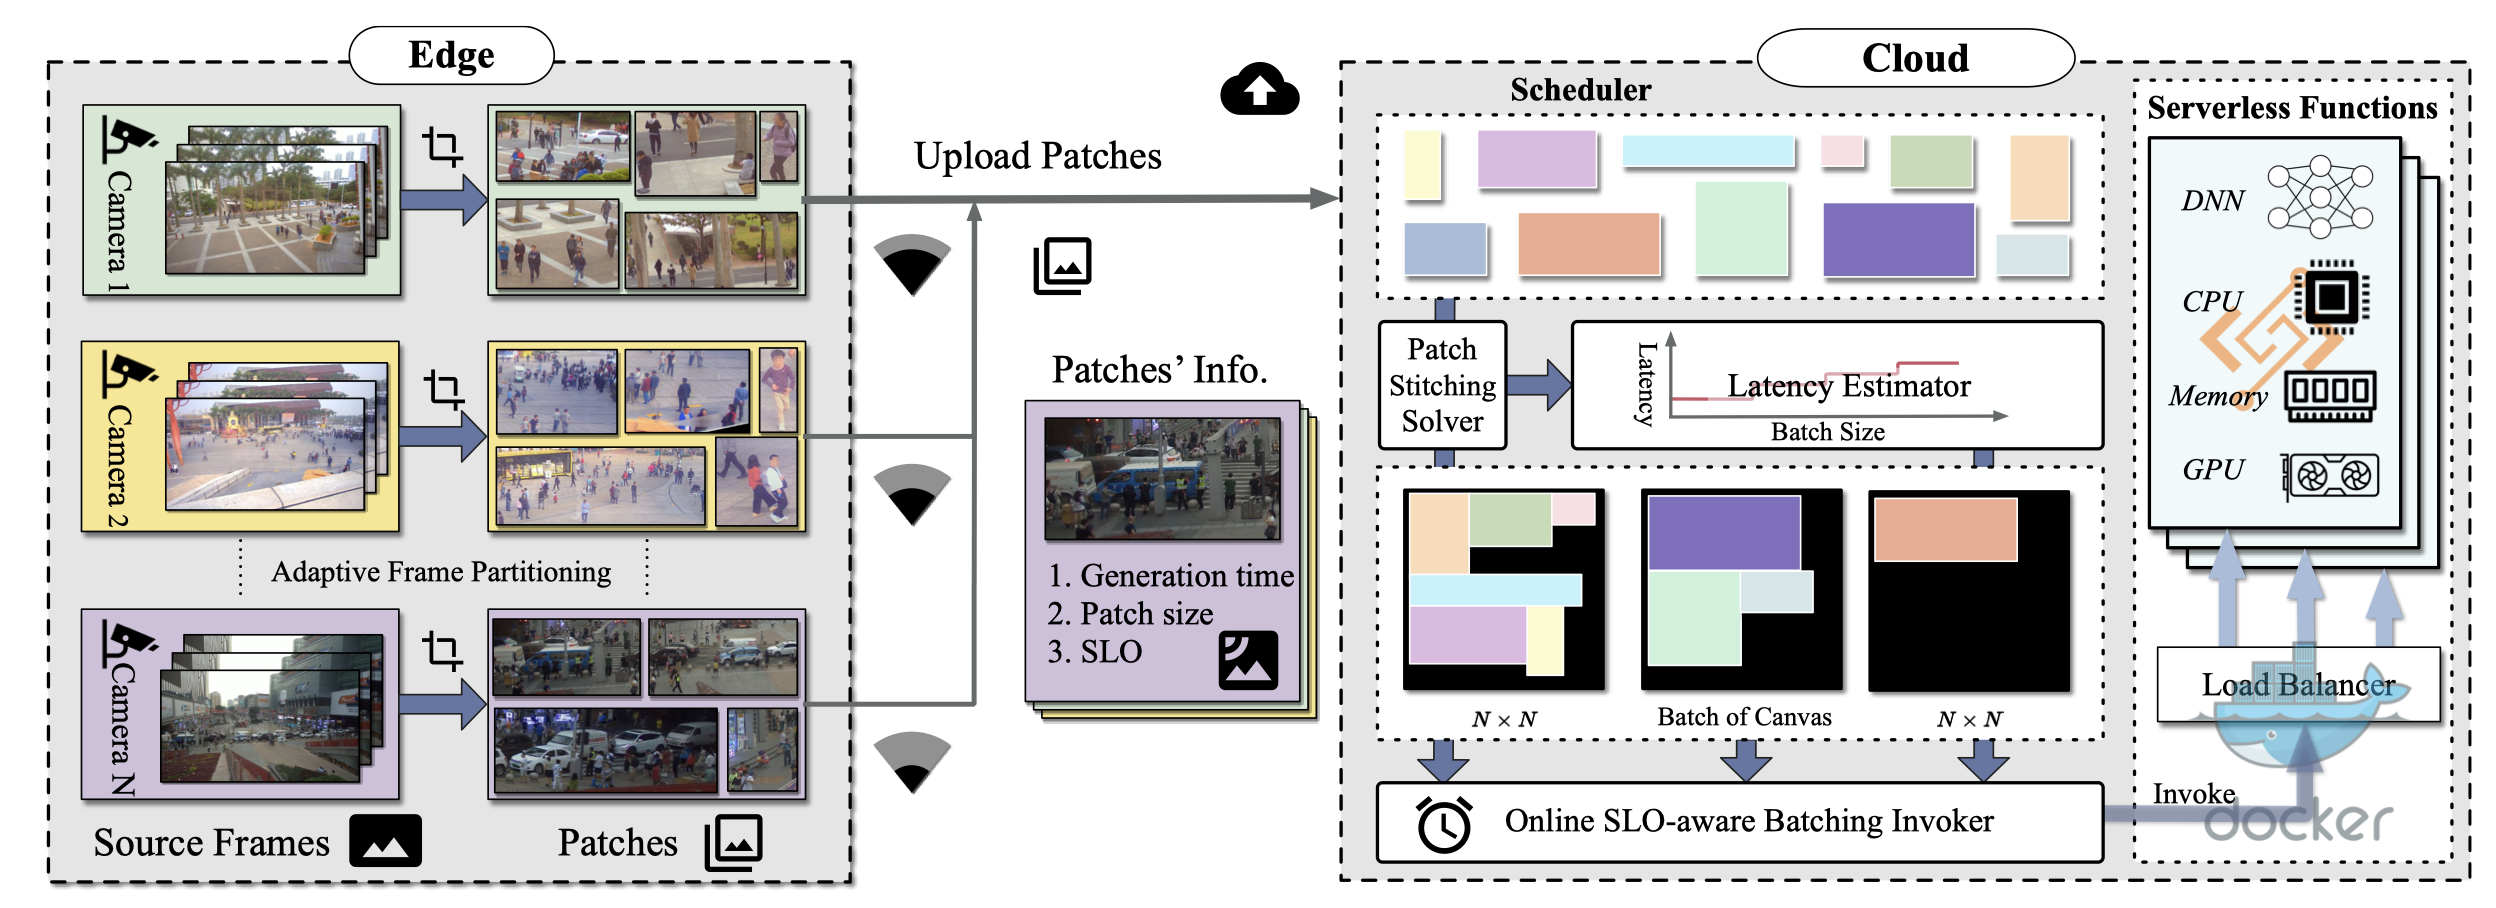 Edge
Camera 1
Camera 2
Adaptive Frame Partitioning
Camera N
Source Frames
Patches
Upload Patches
Patches’ Info.
1. Generation time
2. Patch size
3. SLO
Cloud
Scheduler
Patch
Stitching
Solver
Latency
Latency Estimator
Batch Size
N × N
Batch of Canvas
N × N
Online SLO-aware Batching Invoker
Serverless Functions
DNN
CPU
Memory
GPU
Load Balancer
Invoke
docker